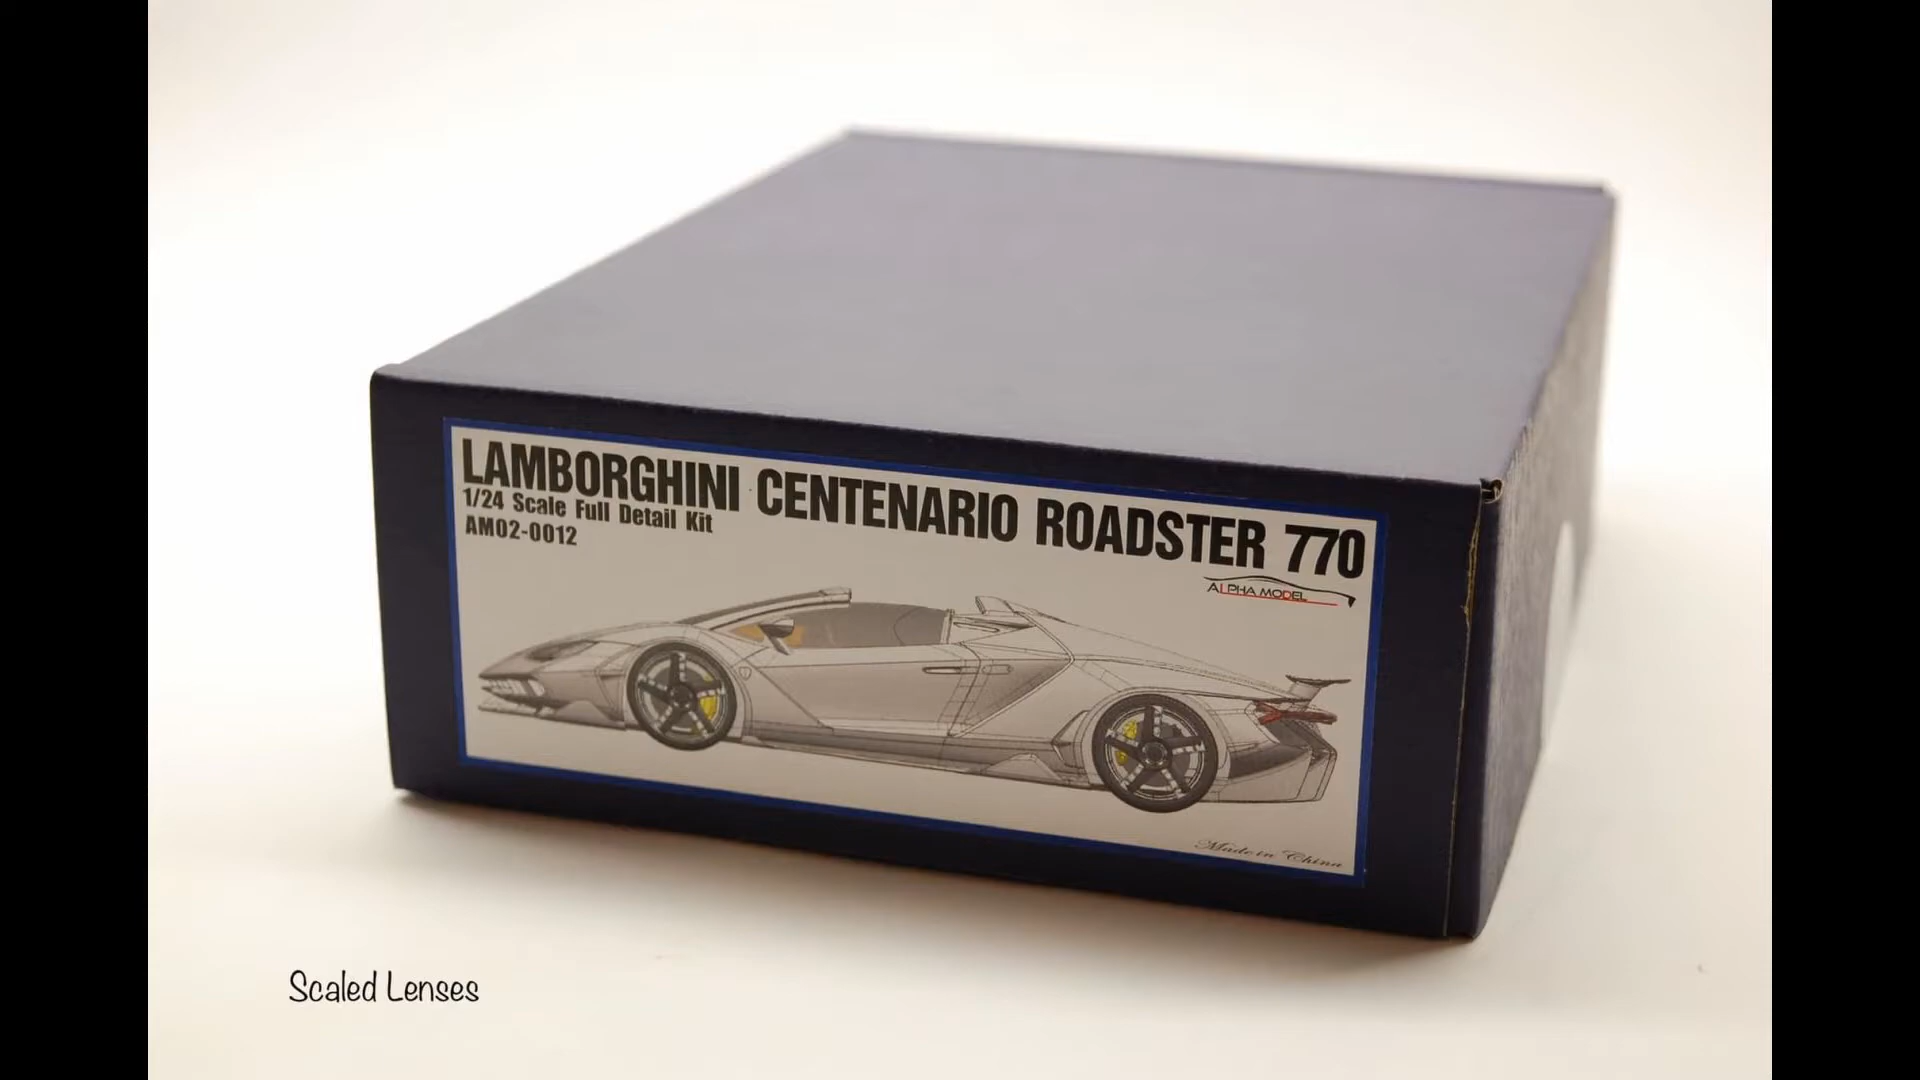 LAMBORGHINI CENTENARIO ROADSTER 770
1/24 Scale Full Detail Kit
AM02-0012
ALPHA MODEL
Made in China
Scaled Lenses